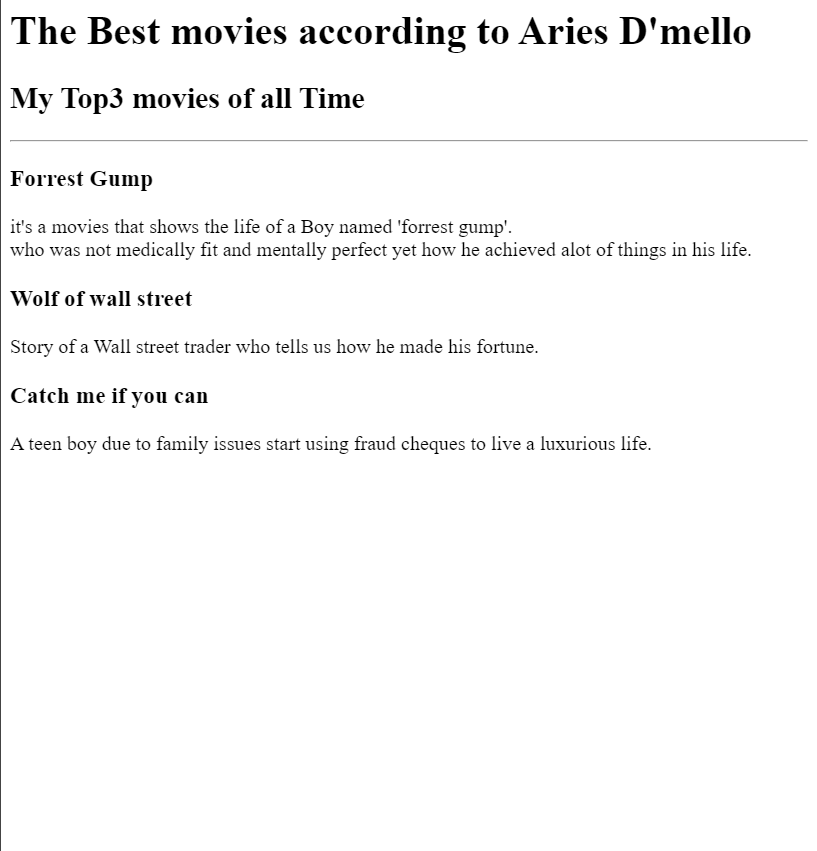 The Best movies according to Aries D'mello
My Top3 movies of all Time
Forrest Gump
it's a movies that shows the life of a Boy named 'forrest gump'.
who was not medically fit and mentally perfect yet how he achieved alot of things in his life.
Wolf of wall street
Story of a Wall street trader who tells us how he made his fortune.
Catch me if you can
A teen boy due to family issues start using fraud cheques to live a luxurious life.